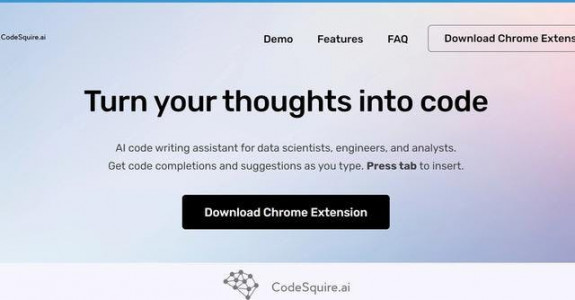 CodeSquire.ai
Demo Features FAQ Download Chrome Extens
Turn your thoughts into code
AI code writing assistant for data scientists, engineers, and analysts.
Get code completions and suggestions as you type. Press tab to insert.
Download Chrome Extension
CodeSquire.ai